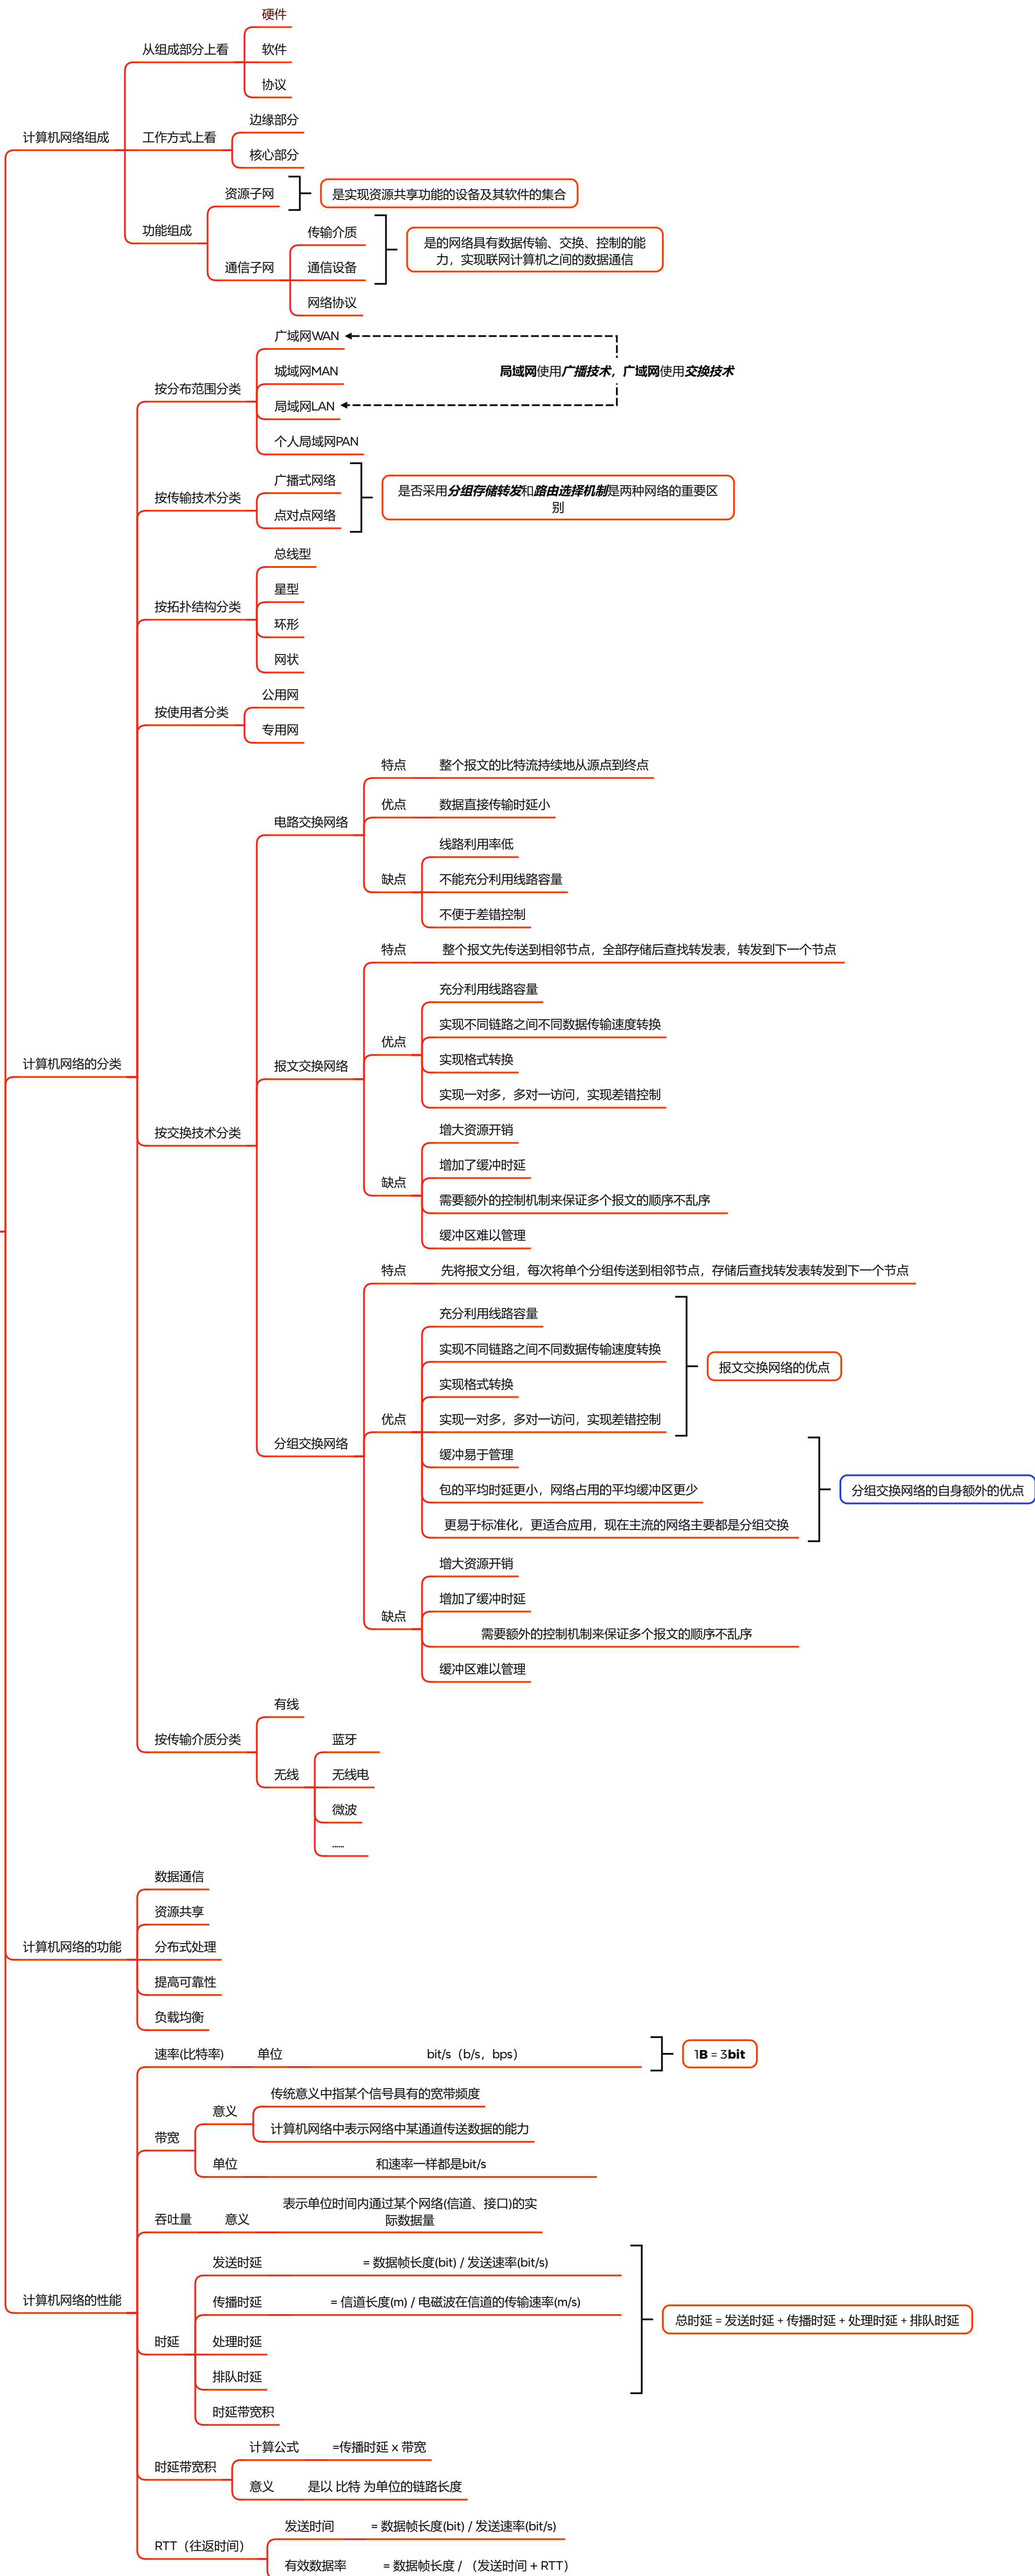 硬件
从组成部分上看
软件
协议
边缘部分
计算机网络组成
工作方式上看
核心部分
资源子网
是实现资源共享功能的设备及其软件的集合
功能组成
传输介质
是的网络具有数据传输、交换、控制的能
力，实现联网计算机之间的数据通信
通信子网
通信设备
网络协议
广域网WAN
城域网MAN
局域网使用广播技术，广域网使用交换技术
按分布范围分类
局域网LAN
个人局域网PAN
广播式网络
按传输技术分类
是否采用分组存储转发和路由选择机制是两种网络的重要区
别
点对点网络
总线型
星型
按拓扑结构分类
环形
网状
公用网
按使用者分类
专用网
特点
整个报文的比特流持续地从源点到终点
优点
数据直接传输时延小
电路交换网络
线路利用率低
缺点
不能充分利用线路容量
不便于差错控制
特点
整个报文先传送到相邻节点，全部存储后查找转发表，转发到下一个节点
充分利用线路容量
实现不同链路之间不同数据传输速度转换
优点
实现格式转换
计算机网络的分类
报文交换网络
实现一对多，多对一访问，实现差错控制
增大资源开销
按交换技术分类
增加了缓冲时延
缺点
需要额外的控制机制来保证多个报文的顺序不乱序
缓冲区难以管理
特点
先将报文分组，每次将单个分组传送到相邻节点，存储后查找转发表转发到下一个节点
充分利用线路容量
实现不同链路之间不同数据传输速度转换
报文交换网络的优点
实现格式转换
优点
实现一对多，多对一访问，实现差错控制
分组交换网络
缓冲易于管理
包的平均时延更小，网络占用的平均缓冲区更少
分组交换网络的自身额外的优点
更易于标准化，更适合应用，现在主流的网络主要都是分组交换
增大资源开销
增加了缓冲时延
缺点
需要额外的控制机制来保证多个报文的顺序不乱序
缓冲区难以管理
有线
按传输介质分类
蓝牙
无线
无线电
微波
......
数据通信
资源共享
计算机网络的功能
分布式处理
提高可靠性
负载均衡
速率(比特率)
单位
bit/s（b/s，bps）
1B = 3bit
传统意义中指某个信号具有的宽带频度
意义
计算机网络中表示网络中某通道传送数据的能力
带宽
单位
和速率一样都是bit/s
表示单位时间内通过某个网络(信道、接口)的实
际数据量
吞吐量
意义
发送时延
= 数据帧长度(bit) / 发送速率(bit/s)
计算机网络的性能
传播时延
= 信道长度(m) / 电磁波在信道的传输速率(m/s)
总时延 = 发送时延 + 传播时延 + 处理时延 + 排队时延
时延
处理时延
排队时延
时延带宽积
计算公式
=传播时延 x 带宽
时延带宽积
意义
是以 比特 为单位的链路长度
发送时间
= 数据帧长度(bit) / 发送速率(bit/s)
RTT（往返时间）
有效数据率
= 数据帧长度 / （发送时间 + RTT）